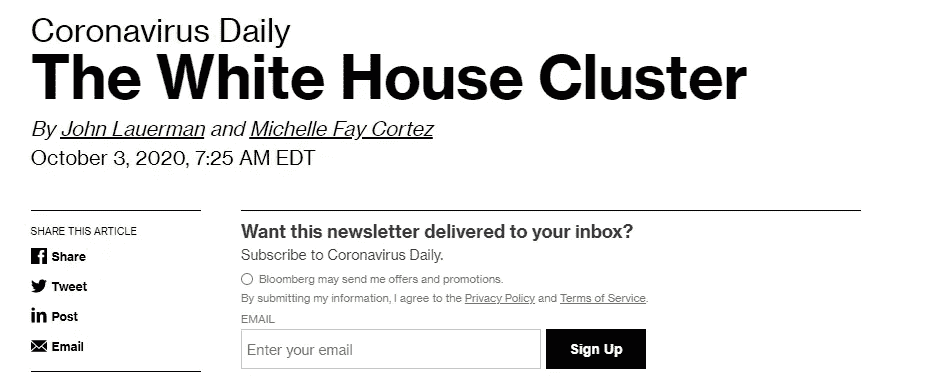 Coronavirus Daily
The White House Cluster
By John Lauerman and Michelle Fay Cortez
October 3, 2020, 7:25 AM EDT
SHARE THIS ARTICLE
Share
Tweet
Post
Email
Want this newsletter delivered to your inbox?
Subscribe to Coronavirus Daily.
Bloomberg may send me offers and promotions.
By submitting my information, I agree to the Privacy Policy and Terms of Service.
EMAIL
Enter your email
Sign Up